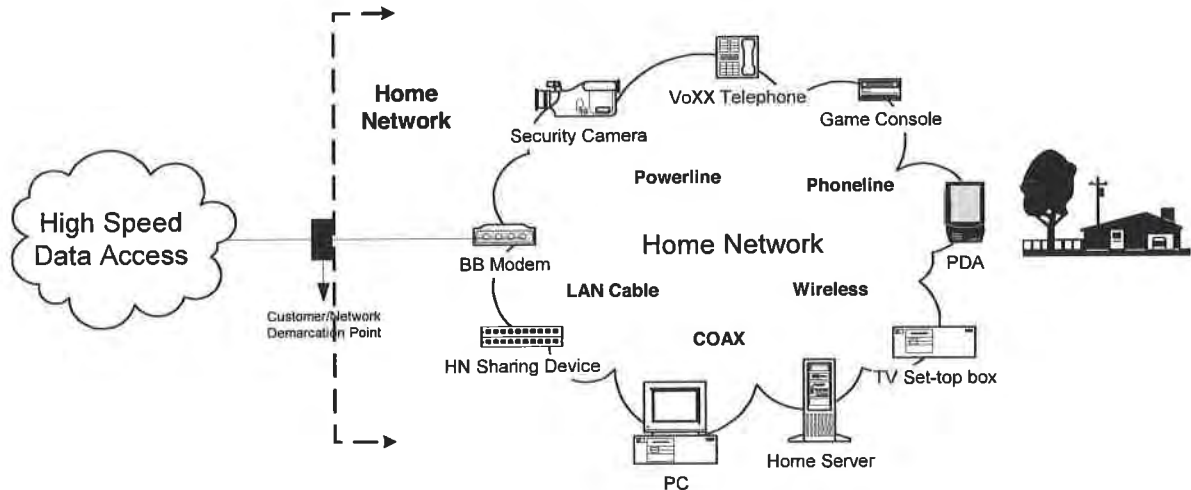 Home
Network
VoXX Telephone
Security Camera
Game Console
Powerline
Phoneline
High Speed
Data Access
Home Network
BB Modem
PDA
LAN Cable
Wireless
Customer/Network
Demarcation Point
COAX
HN Sharing Device
TV Set-top box
Home Server
PC